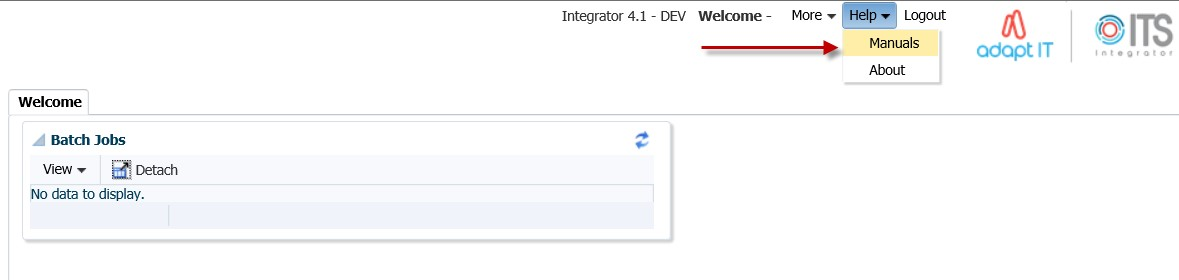 Integrator 4.1 - DEV Welcome - More Help Logout
Manuals
About
adapt IT
ITS
Integrator
Welcome
Batch Jobs
View Detach
No data to display.